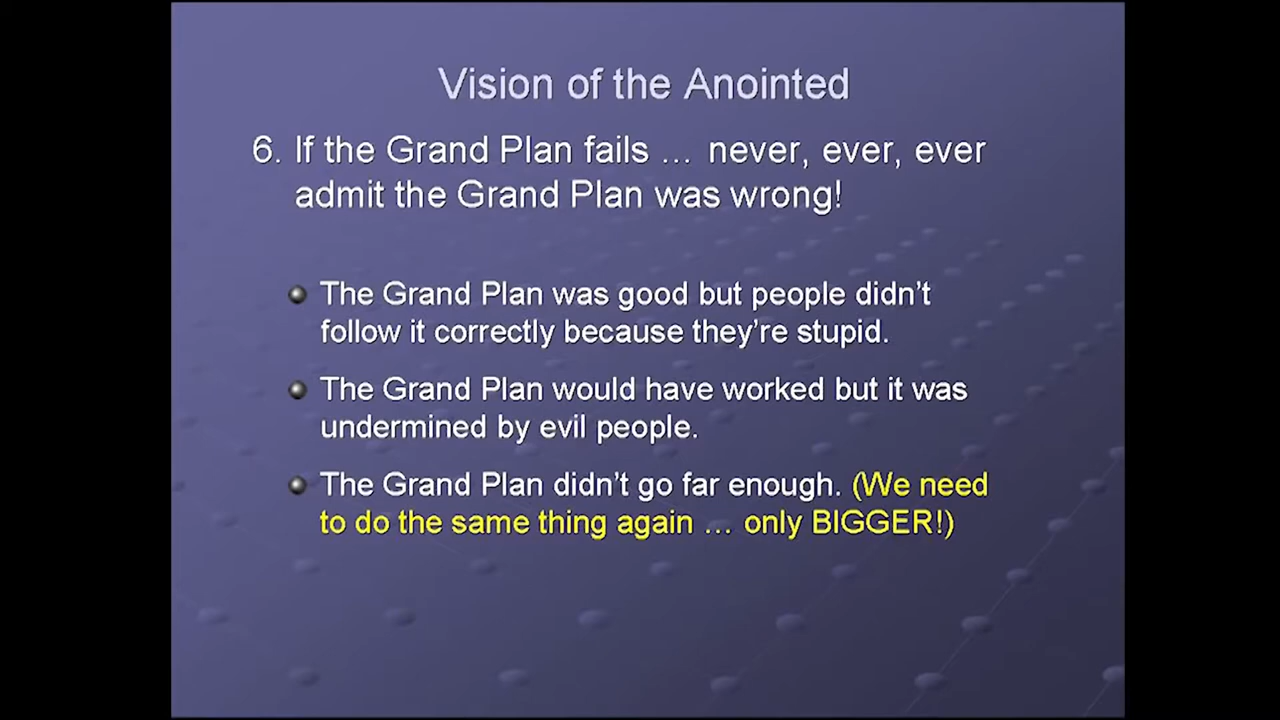 Vision of the Anointed
6. If the Grand Plan fails … never, ever, ever
admit the Grand Plan was wrong!
The Grand Plan was good but people didn't
follow it correctly because they're stupid.
The Grand Plan would have worked but it was
undermined by evil people.
The Grand Plan didn't go far enough. (We need
to do the same thing again … only BIGGER!)